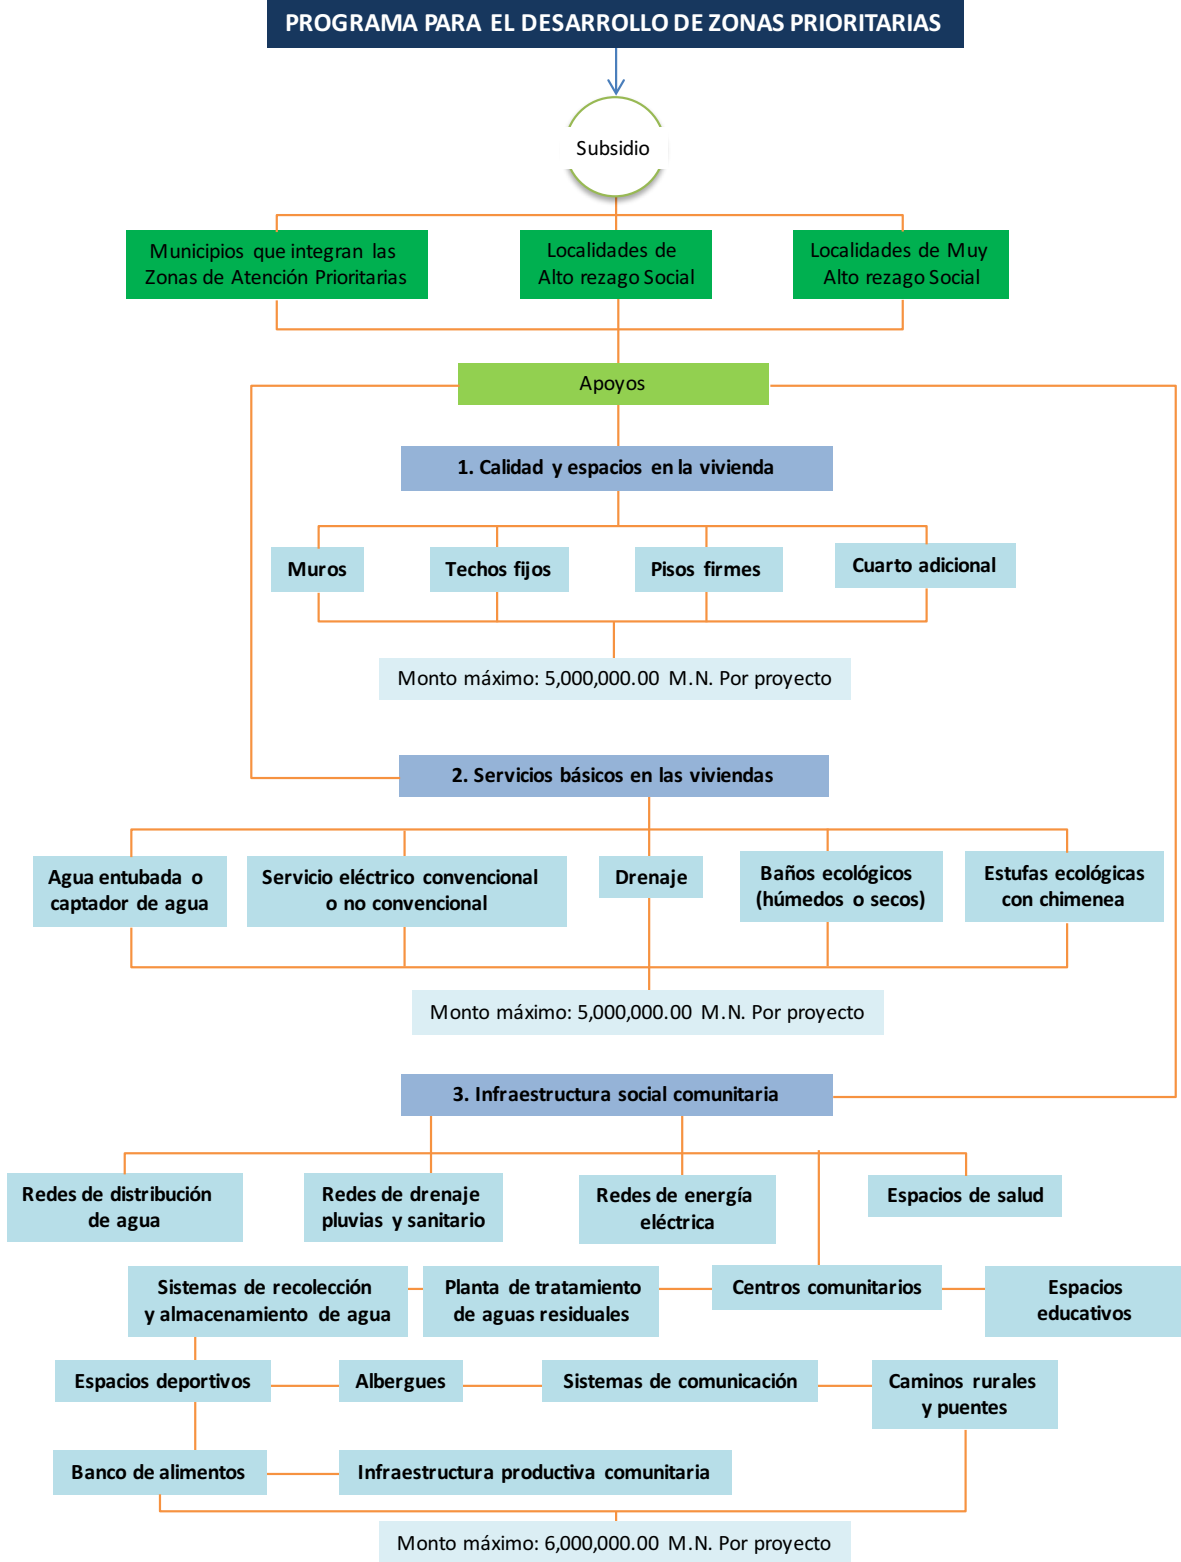 PROGRAMA PARA EL DESARROLLO DE ZONAS PRIORITARIAS
Subsidio
Municipios que integran las
Zonas de Atención Prioritarias
Localidades de
Alto rezago Social
Localidades de Muy
Alto rezago Social
Apoyos
1. Calidad y espacios en la vivienda
Muros
Techos fijos
Pisos firmes
Cuarto adicional
Monto máximo: 5,000,000.00 M.N. Por proyecto
2. Servicios básicos en las viviendas
Agua entubada o
captador de agua
Servicio eléctrico convencional
o no convencional
Drenaje
Baños ecológicos
(húmedos o secos)
Estufas ecológicas
con chimenea
Monto máximo: 5,000,000.00 M.N. Por proyecto
3. Infraestructura social comunitaria
Redes de distribución
de agua
Redes de drenaje
pluvias y sanitario
Redes de energía
eléctrica
Espacios de salud
Sistemas de recolección
y almacenamiento de agua
Planta de tratamiento
de aguas residuales
Centros comunitarios
Espacios
educativos
Espacios deportivos
Albergues
Sistemas de comunicación
Caminos rurales
y puentes
Banco de alimentos
Infraestructura productiva comunitaria
Monto máximo: 6,000,000.00 M.N. Por proyecto